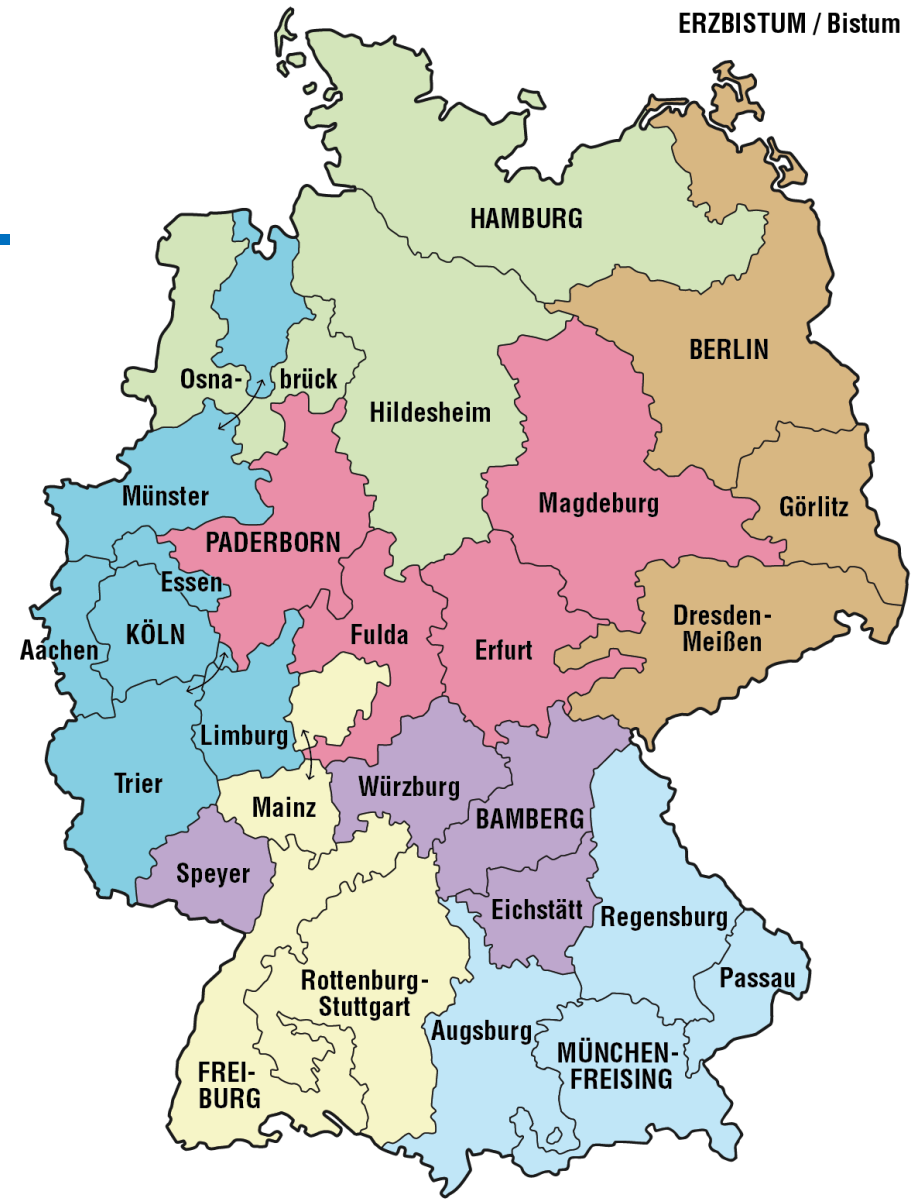 ERZBISTUM / Bistum
HAMBURG
BERLIN
Osna- brück
Hildesheim
Münster
Magdeburg
Görlitz
PADERBORN
Essen
KÖLN
Aachen
Fulda
Erfurt
Dresden-
Meißen
Limburg
Trier
Mainz
Würzburg
BAMBERG
Speyer
Eichstätt
Regensburg
Passau
Rottenburg-
Stuttgart
Augsburg
MÜNCHEN-
FREISING
FREI-
BURG